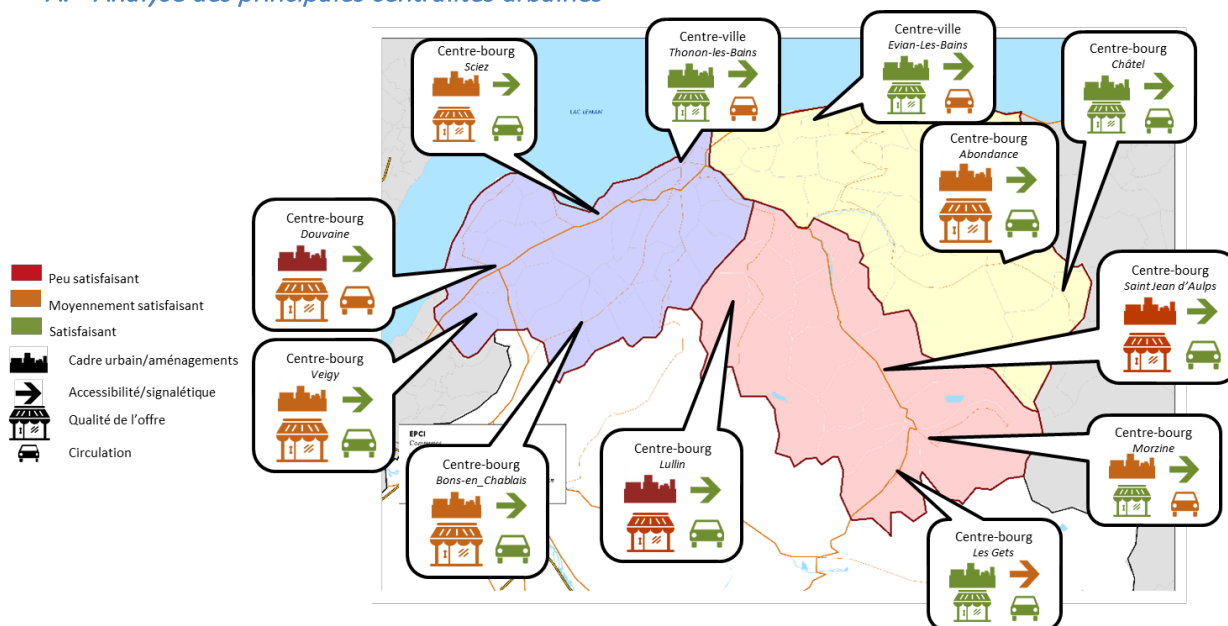 A. Analyse des principales centralités urbaines
Centre-bourg
Sciez
Centre-ville
Thonon-les-Bains
Centre-ville
Evian-Les-Bains
Centre-bourg
Châtel
LAC LÉMAN
Centre-bourg
Abondance
Centre-bourg
Douvaine
Centre-bourg
Saint Jean d'Aulps
Peu satisfaisant
Moyennement satisfaisant
Satisfaisant
Cadre urbain/aménagements
Accessibilité/signalétique
Qualité de l'offre
Circulation
Centre-bourg
Veigy
EPCI
Centre-bourg
Bons-en_Chablais
Centre-bourg
Lullin
Centre-bourg
Morzine
Centre-bourg
Les Gets